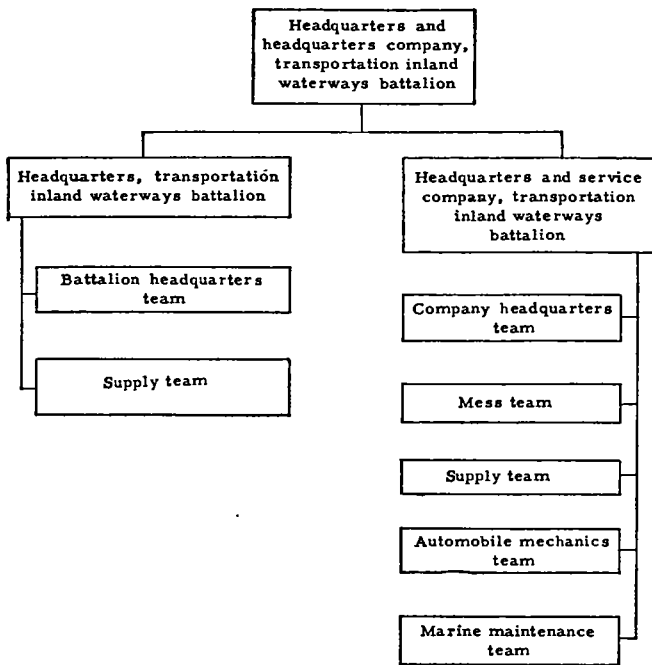 Headquarters and
headquarters company,
transportation inland
waterways battalion
Headquarters, transportation
inland waterways battalion
Battalion headquarters
team
Supply team
Headquarters and service
company, transportation
inland waterways
battalion
Company headquarters
team
Mess team
Supply team
Automobile mechanics
team
Marine maintenance
team